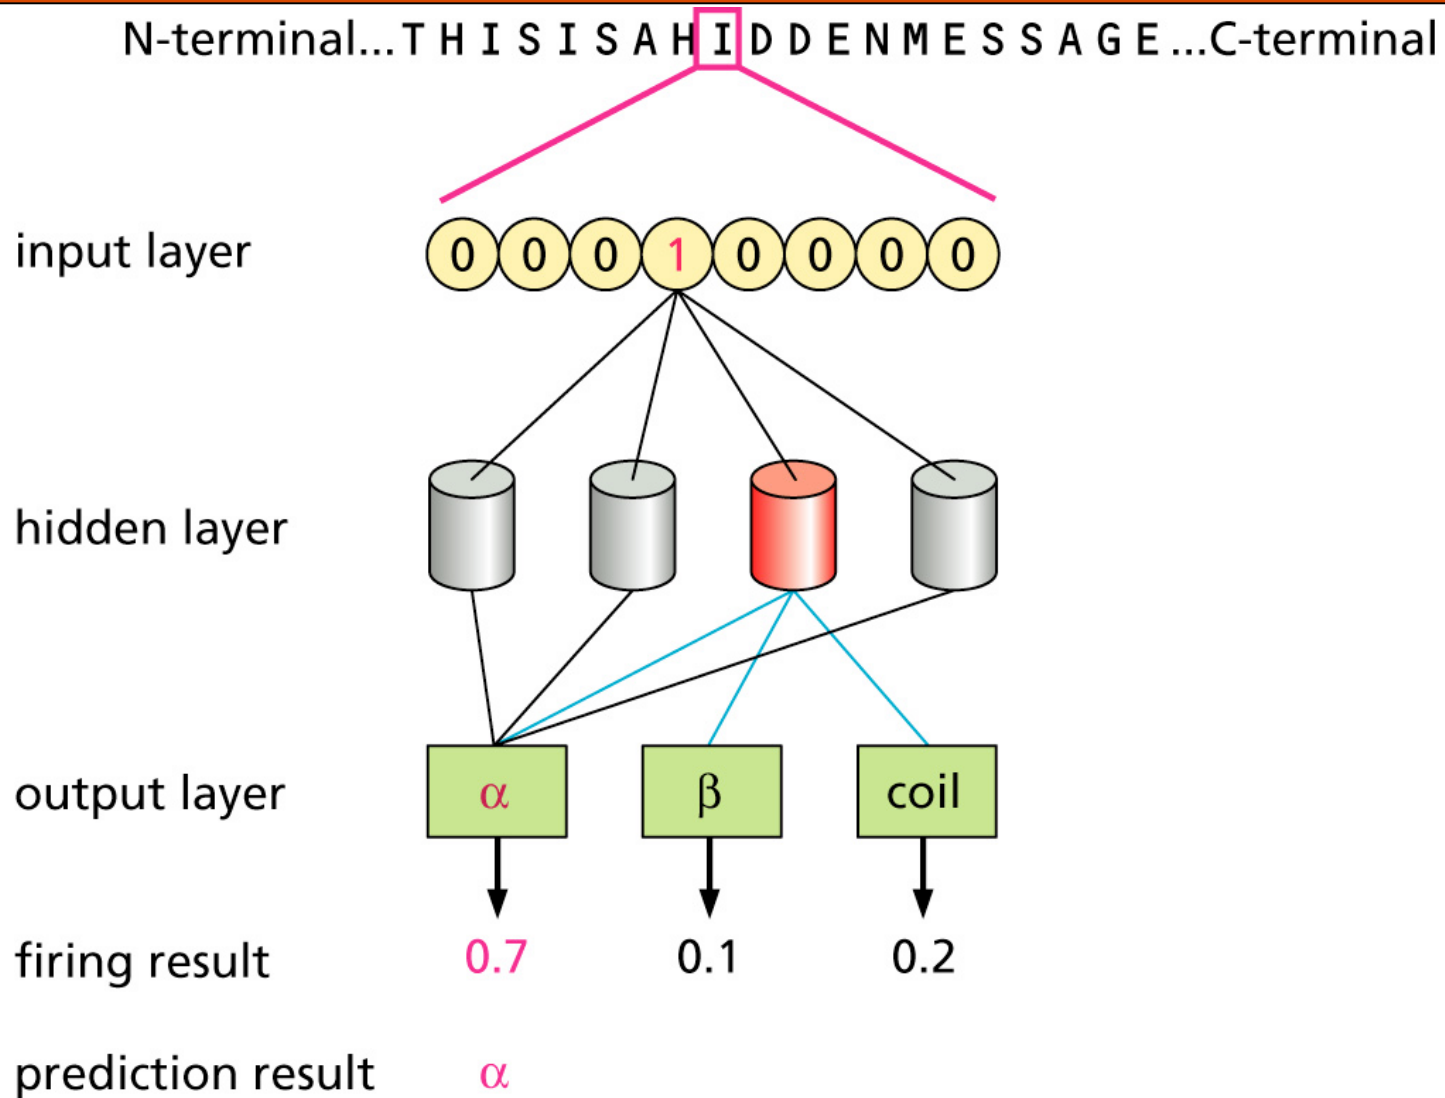 N-terminal...T H I S I S A H I D D E N M E S S A G E...C-terminal
input layer 0 0 0 1 0 0 0 0
hidden layer
output layer α β coil
firing result 0.7 0.1 0.2
prediction result α